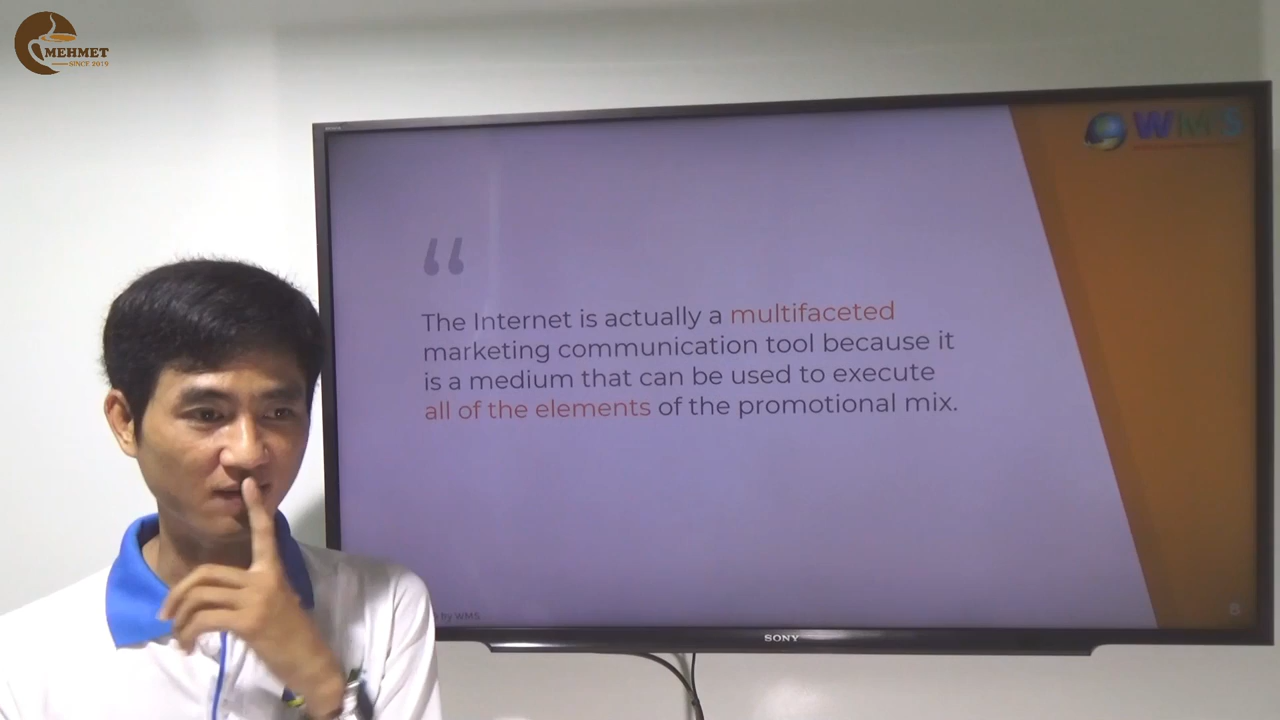 MEHMET
SINCE 2019
WMS
“
The Internet is actually a multifaceted
marketing communication tool because it
is a medium that can be used to execute
all of the elements of the promotional mix.
by WMS
8
SONY